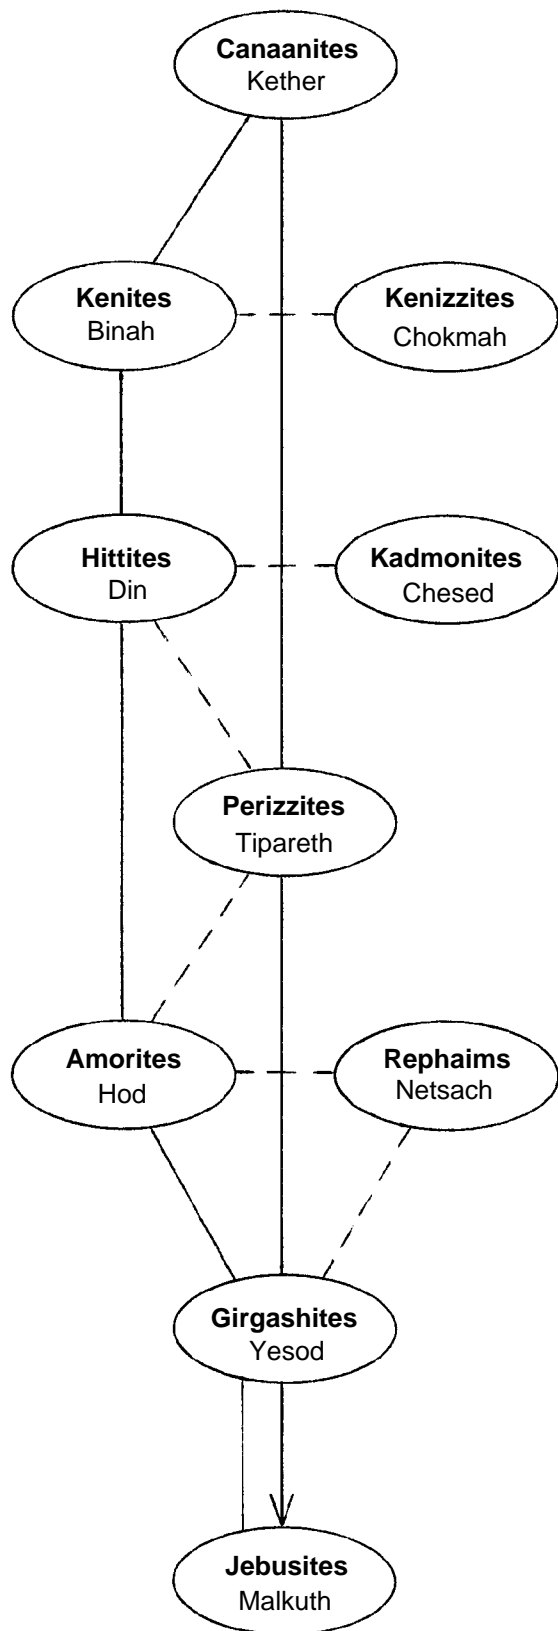 Canaanites
Kether
Kenites
Binah
Kenizzites
Chokmah
Hittites
Din
Kadmonites
Chesed
Perizzites
Tipareth
Amorites
Hod
Rephaims
Netsach
Girgashites
Yesod
Jebusites
Malkuth